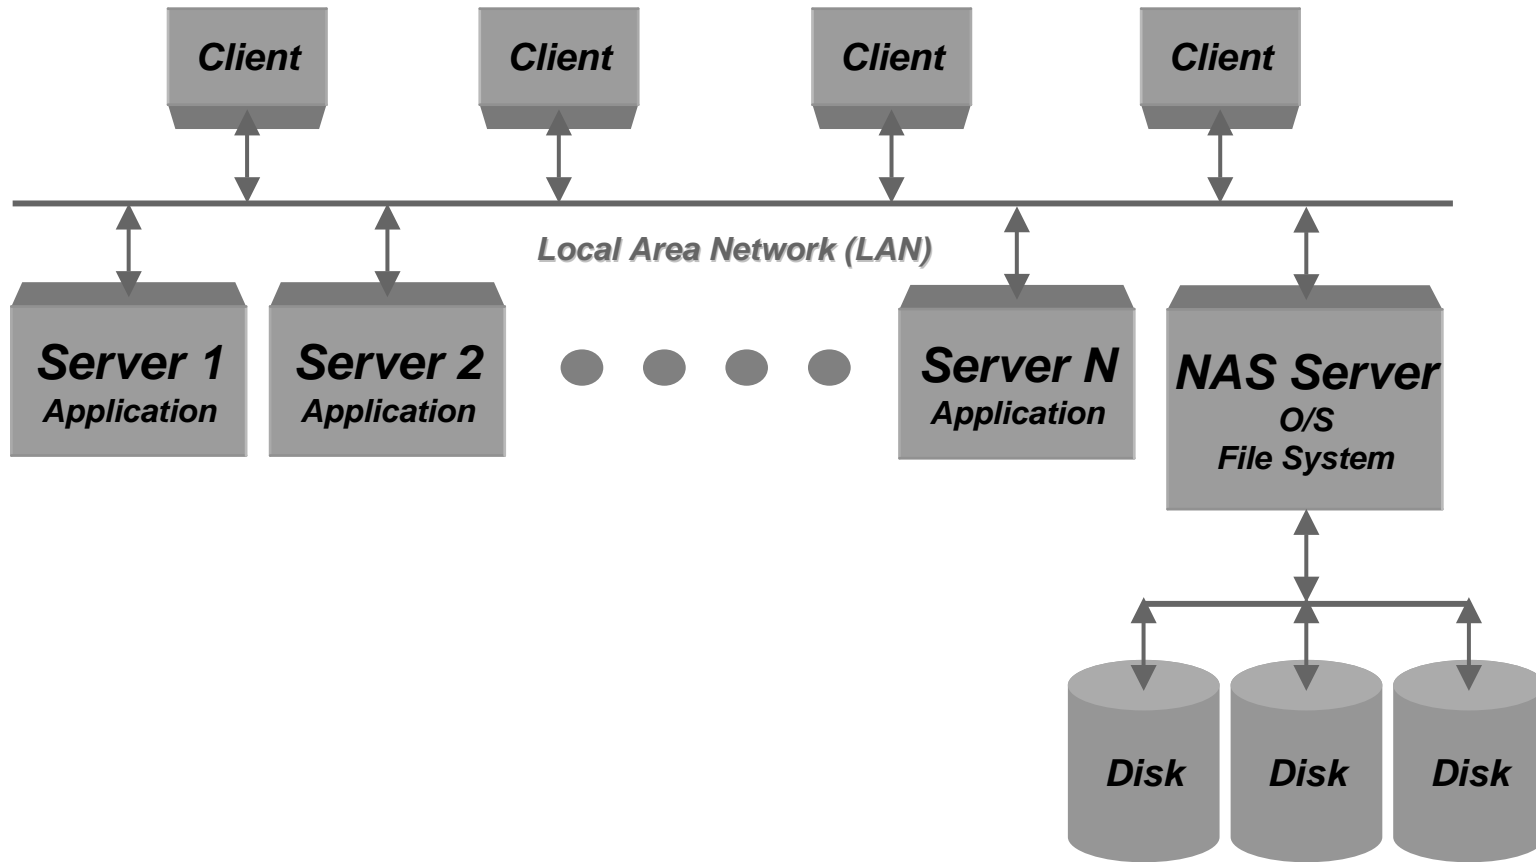 Client
Client
Client
Client
Local Area Network (LAN)
Server 1
Application
Server 2
Application
Server N
Application
NAS Server
O/S
File System
Disk
Disk
Disk